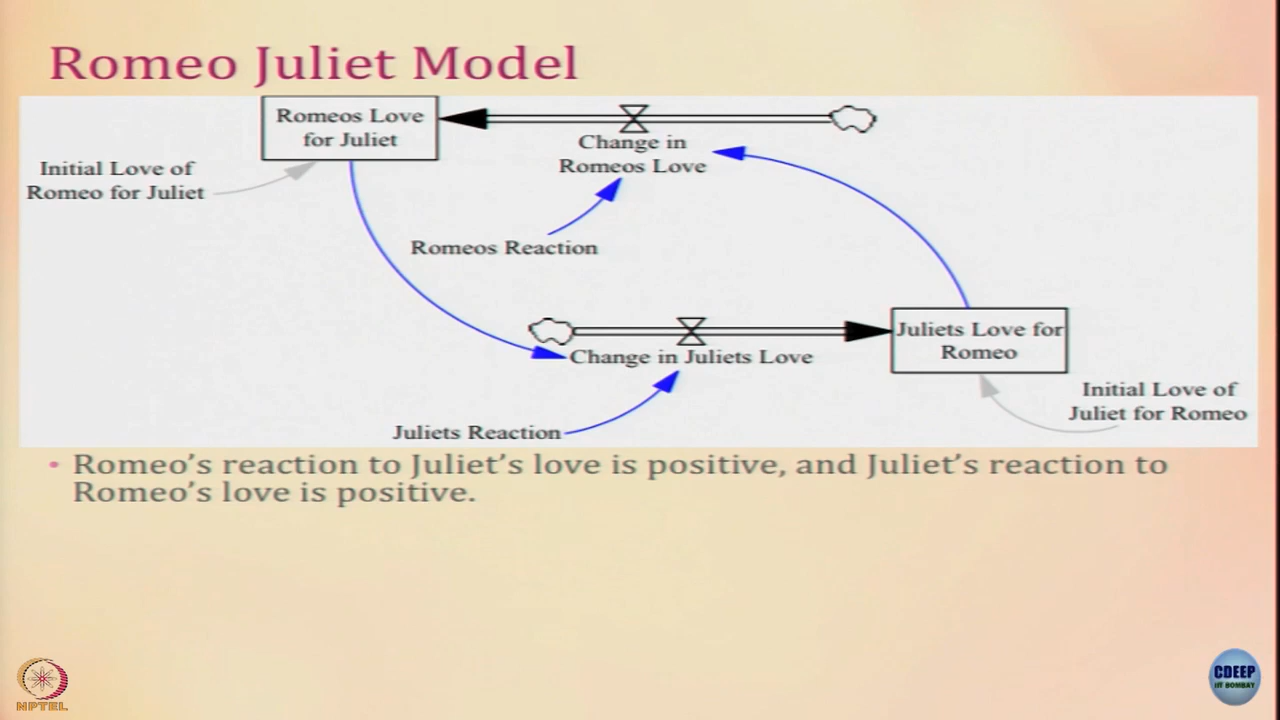 Romeo Juliet Model
Romeos Love
for Juliet
Initial Love of
Romeo for Juliet
Change in
Romeos Love
Romeos Reaction
Change in Juliets Love
Juliets Love for
Romeo
Initial Love of
Juliet for Romeo
Juliets Reaction
• Romeo’s reaction to Juliet’s love is positive, and Juliet’s reaction to
Romeo’s love is positive.
NPTEL
CDEEP
IIT BOMBAY